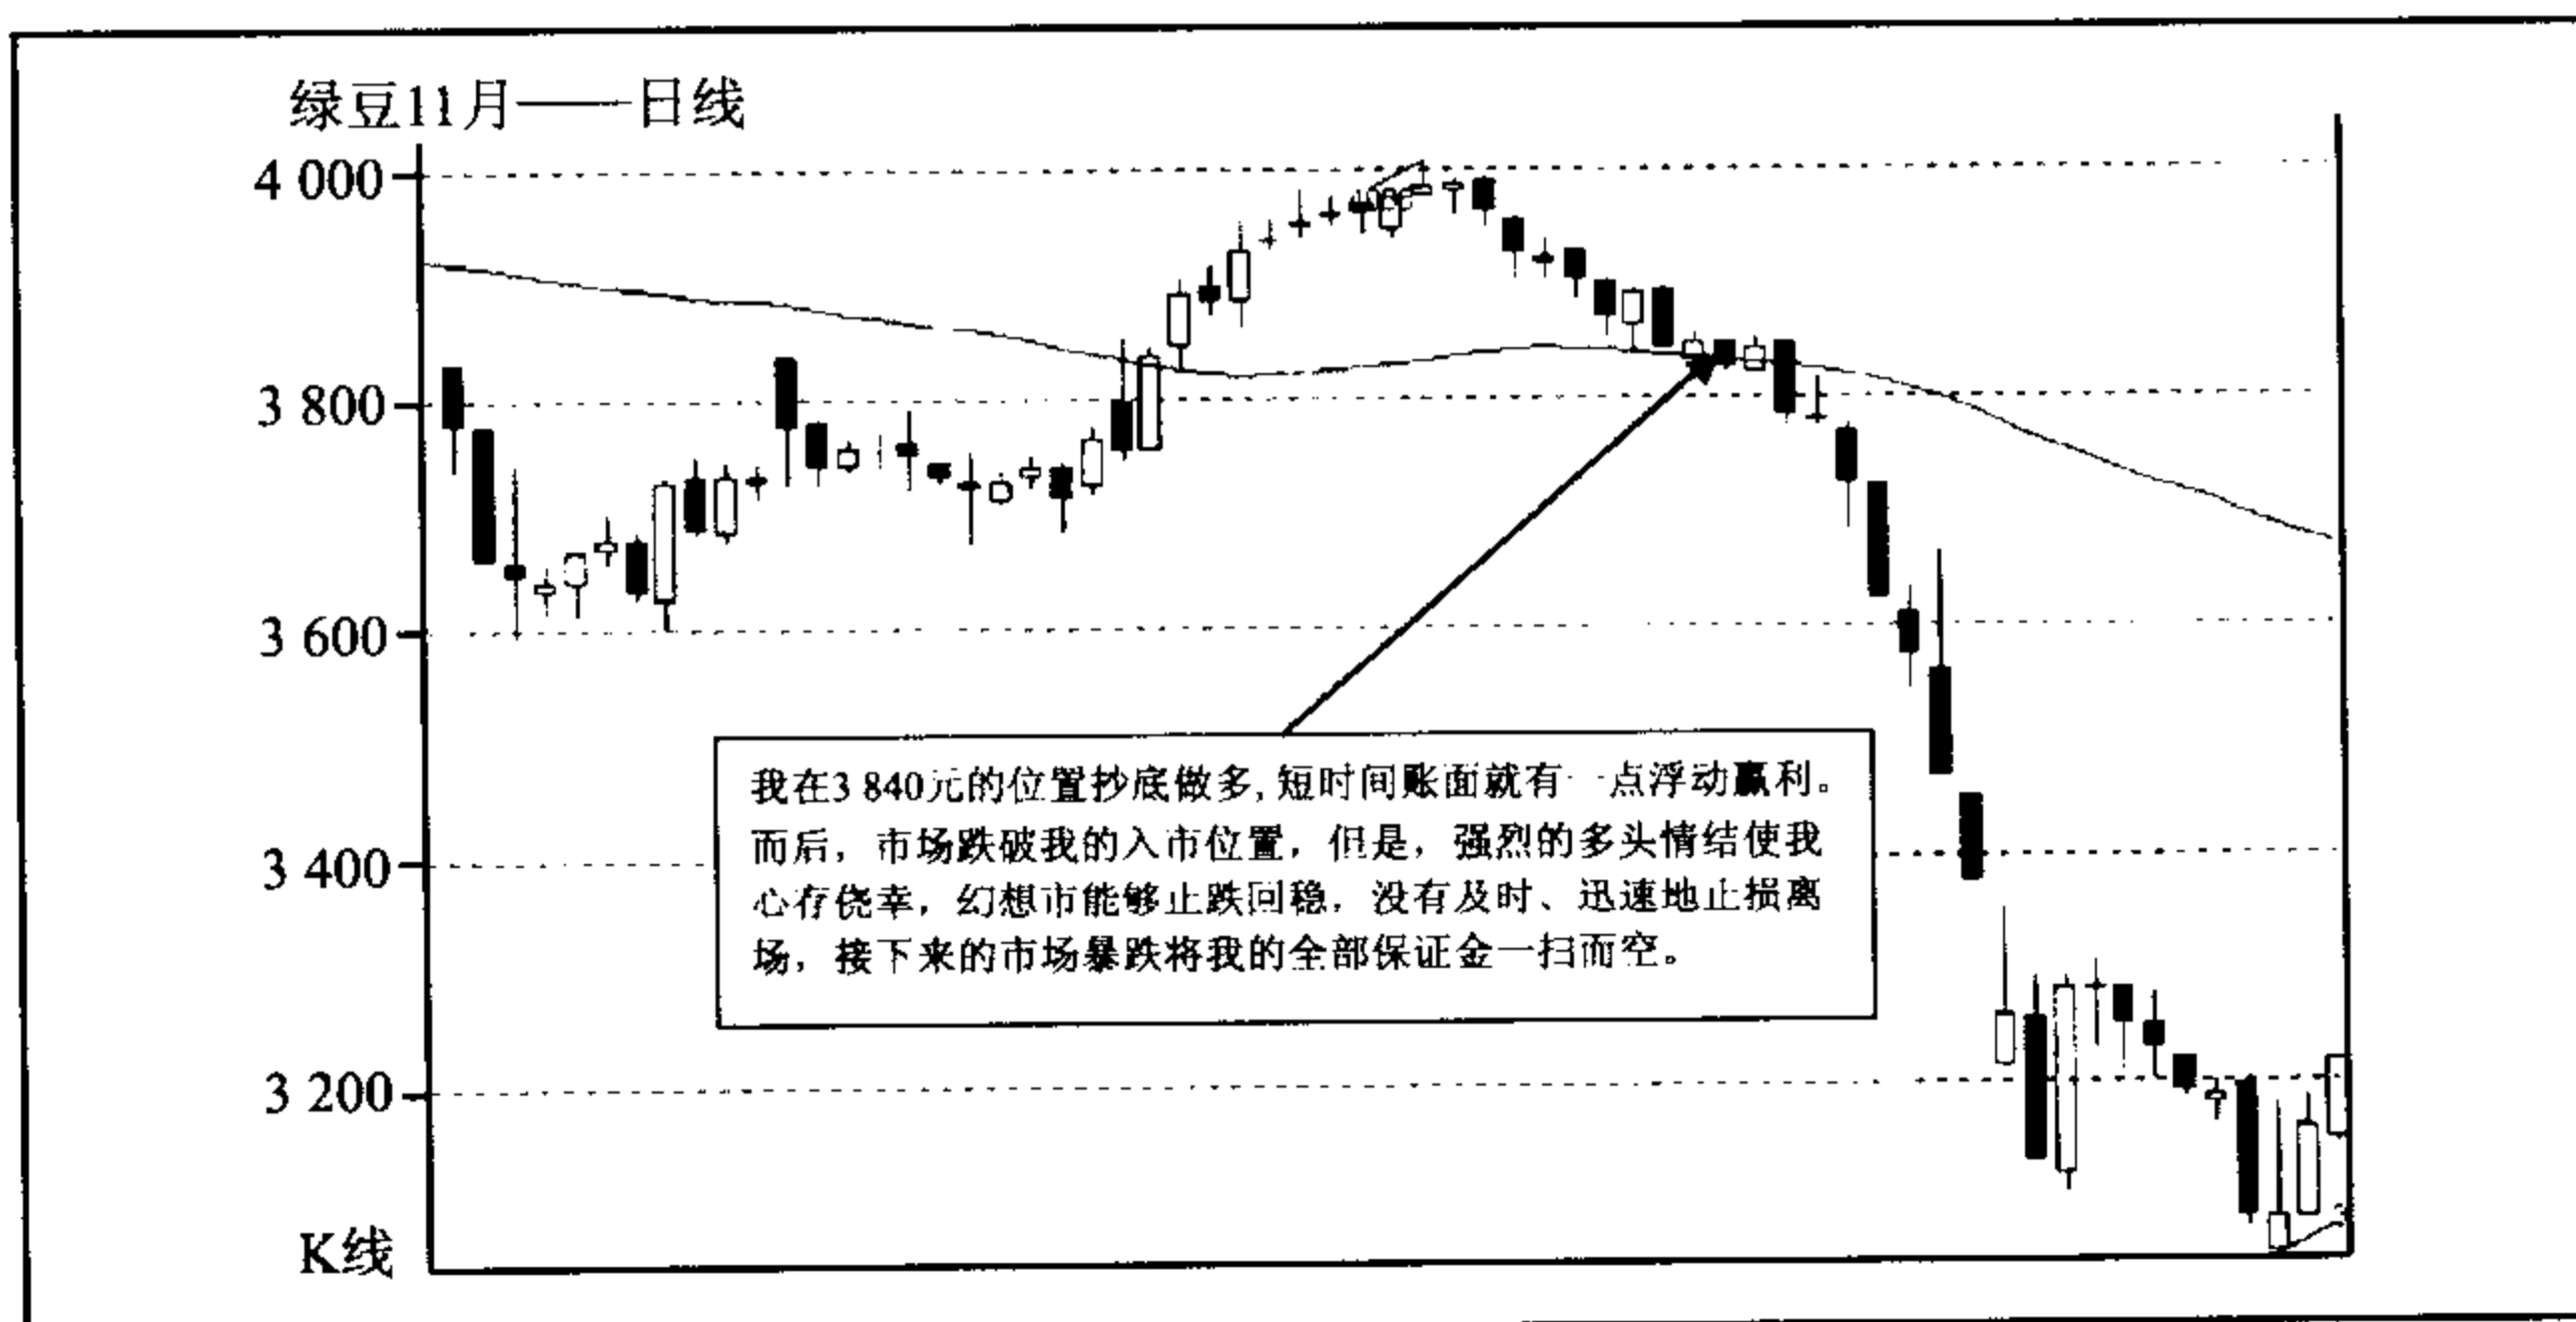 绿豆11月——日线
4 000
3 800
3 600
3 400
3 200
K线
我在3 840元的位置抄底做多,短时间账面就有一点浮动赢利。
而后，市场跌破我的入市位置，但是，强烈的多头情结使我
心存侥幸，幻想市能够止跌回稳，没有及时、迅速地止损离
场，接下来的市场暴跌将我的全部保证金一扫而空。